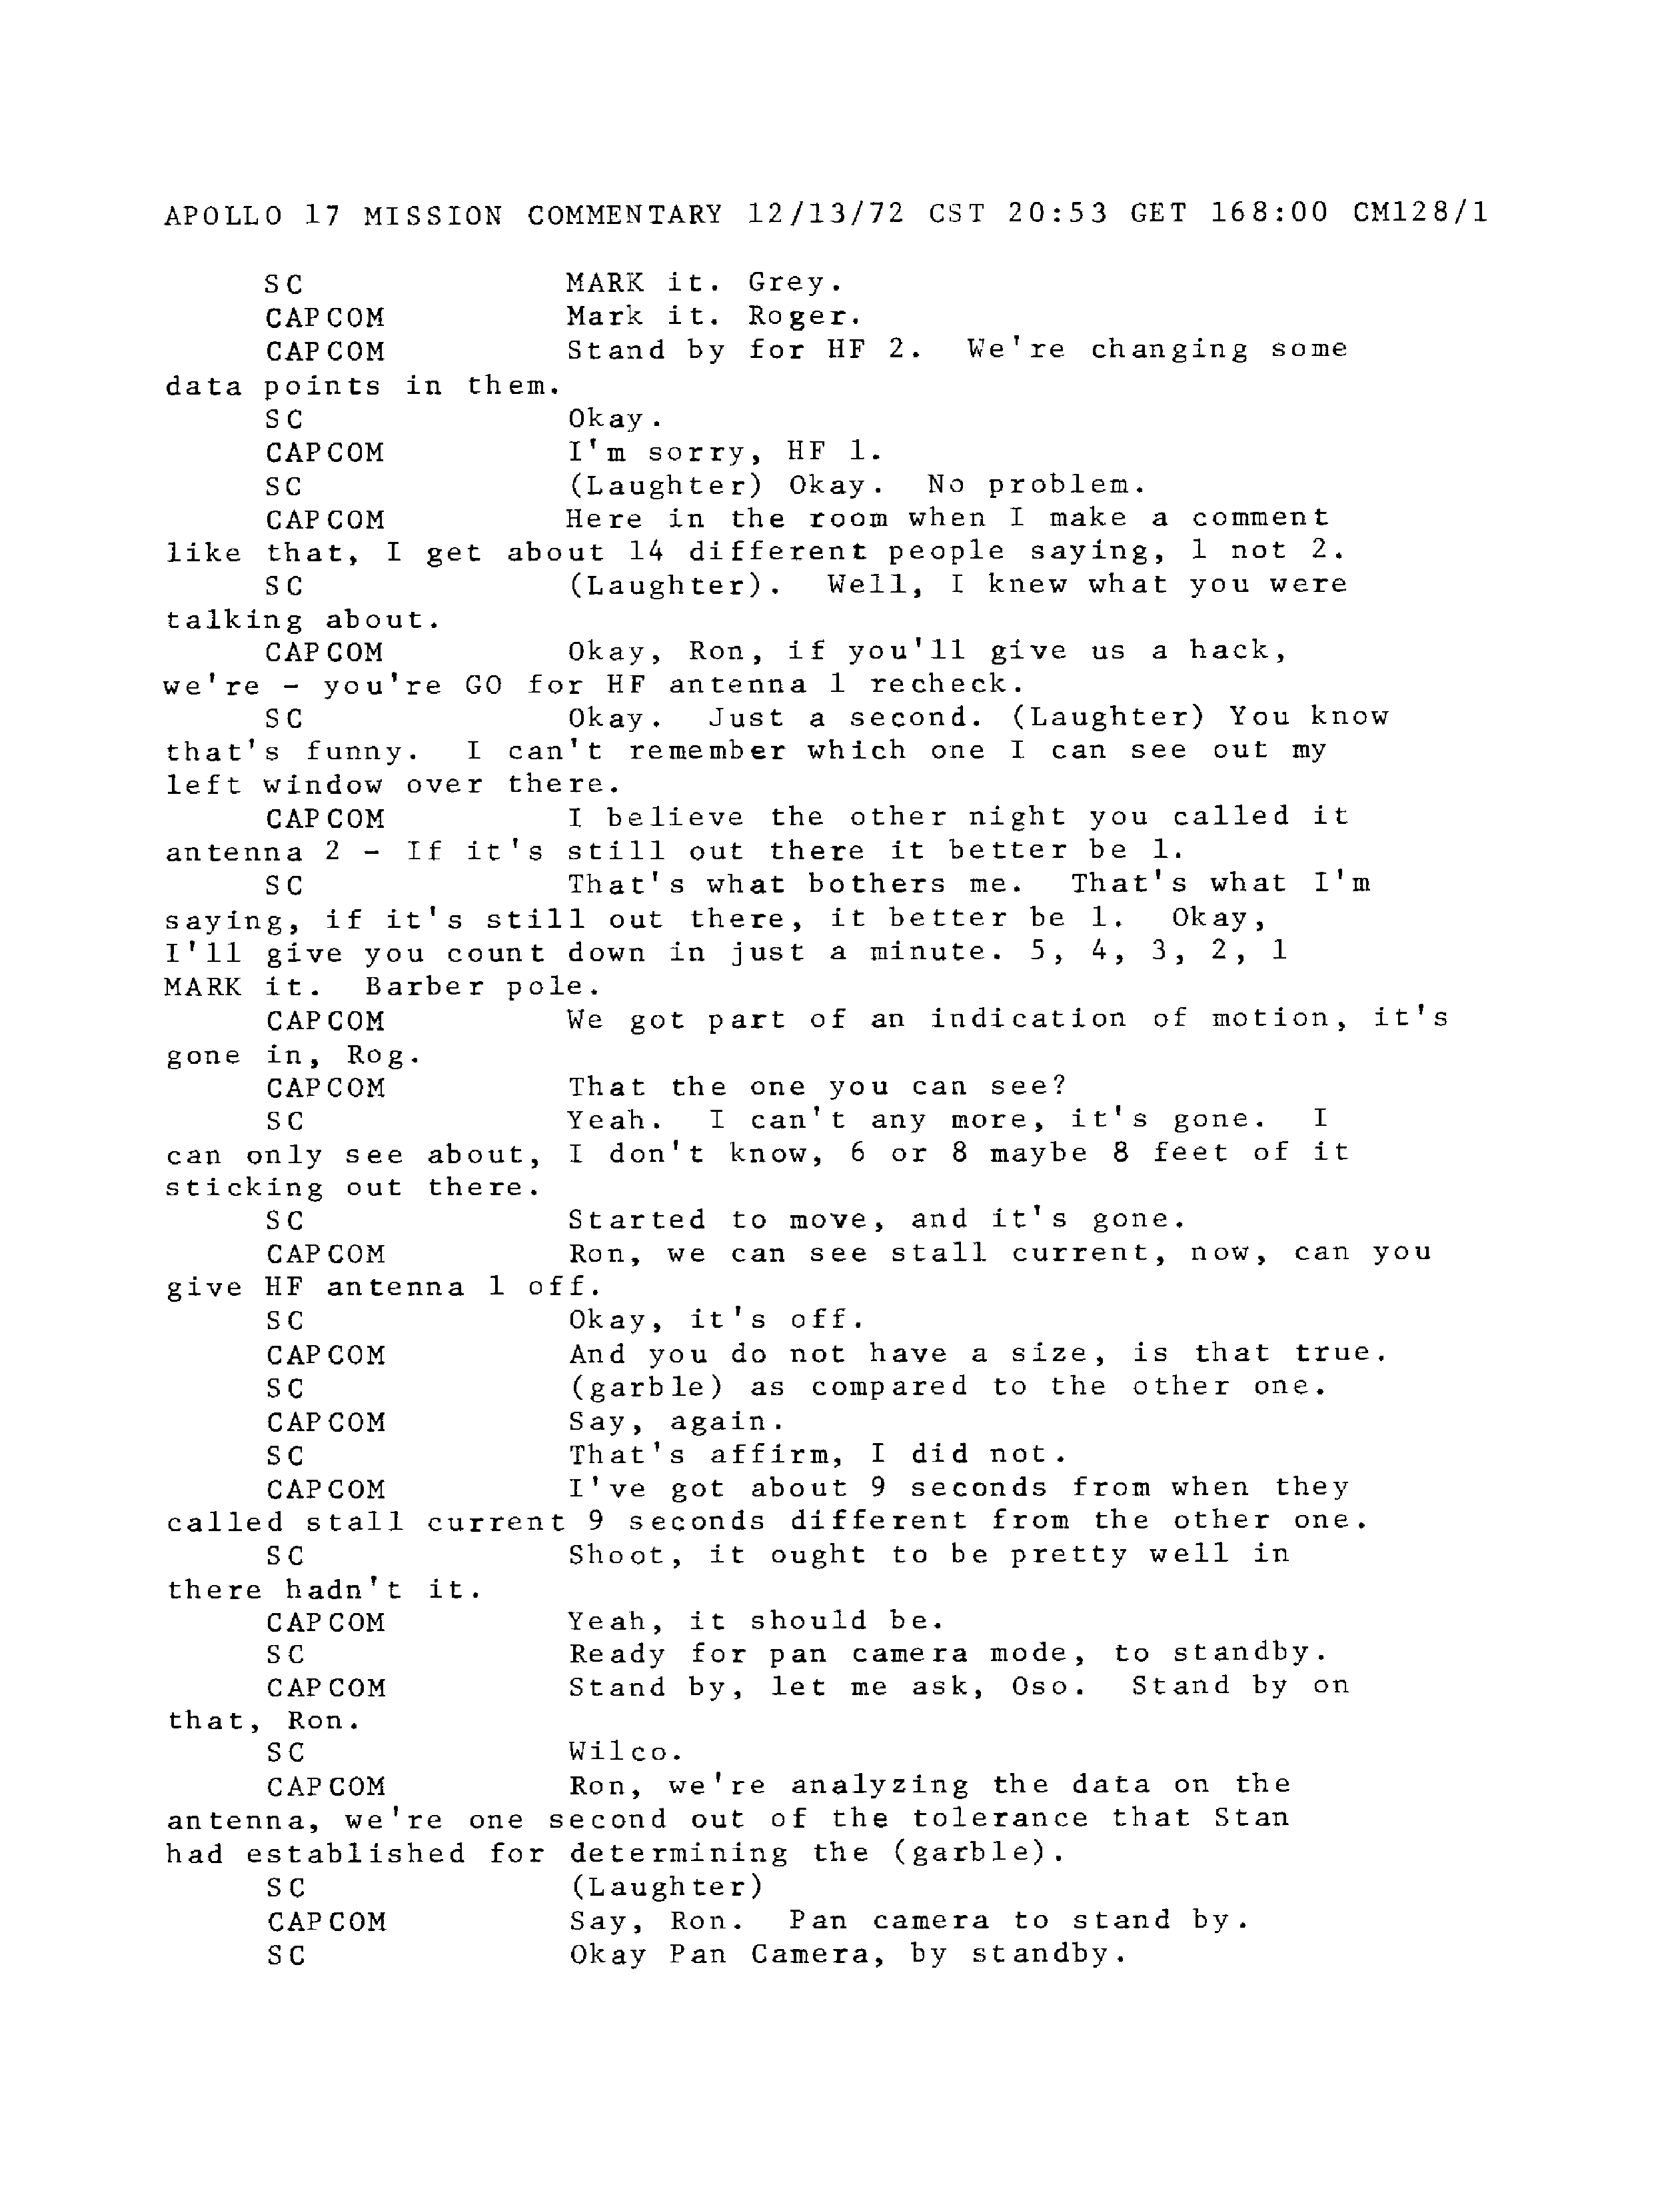 APOLLO 17 MISSION COMMENTARY 12/13/72 CST 20:53 GET 168:00 CM128/1
SC MARK it. Grey.
CAPCOM Mark it. Roger.
CAPCOM Stand by for HF 2. We're changing some
data points in them.
SC Okay.
CAPCOM I'm sorry, HF 1.
SC (Laughter) Okay. No problem.
CAPCOM Here in the room when I make a comment
like that, I get about 14 different people saying, 1 not 2.
SC (Laughter). Well, I knew what you were
talking about.
CAPCOM Okay, Ron, if you'll give us a hack,
we're - you're GO for HF antenna 1 recheck.
SC Okay. Just a second. (Laughter) You know
that's funny. I can't remember which one I can see out my
left window over there.
CAPCOM I believe the other night you called it
antenna 2 - If it's still out there it better be 1.
SC That's what bothers me. That's what I'm
saying, if it's still out there, it better be 1. Okay,
I'll give you count down in just a minute. 5, 4, 3, 2, 1
MARK it. Barber pole.
CAPCOM We got part of an indication of motion, it's
gone in, Rog.
CAPCOM That the one you can see?
SC Yeah. I can't any more, it's gone. I
can only see about, I don't know, 6 or 8 maybe 8 feet of it
sticking out there.
SC Started to move, and it's gone.
CAPCOM Ron, we can see stall current, now, can you
give HF antenna 1 off.
SC Okay, it's off.
CAPCOM And you do not have a size, is that true.
SC (garble) as compared to the other one.
CAPCOM Say, again.
SC That's affirm, I did not.
CAPCOM I've got about 9 seconds from when they
called stall current 9 seconds different from the other one.
SC Shoot, it ought to be pretty well in
there hadn't it.
CAPCOM Yeah, it should be.
SC Ready for pan camera mode, to standby.
CAPCOM Stand by, let me ask, Oso. Stand by on
that, Ron.
SC Wilco.
CAPCOM Ron, we're analyzing the data on the
antenna, we're one second out of the tolerance that Stan
had established for determining the (garble).
SC (Laughter)
CAPCOM Say, Ron. Pan camera to stand by.
SC Okay Pan Camera, by standby.